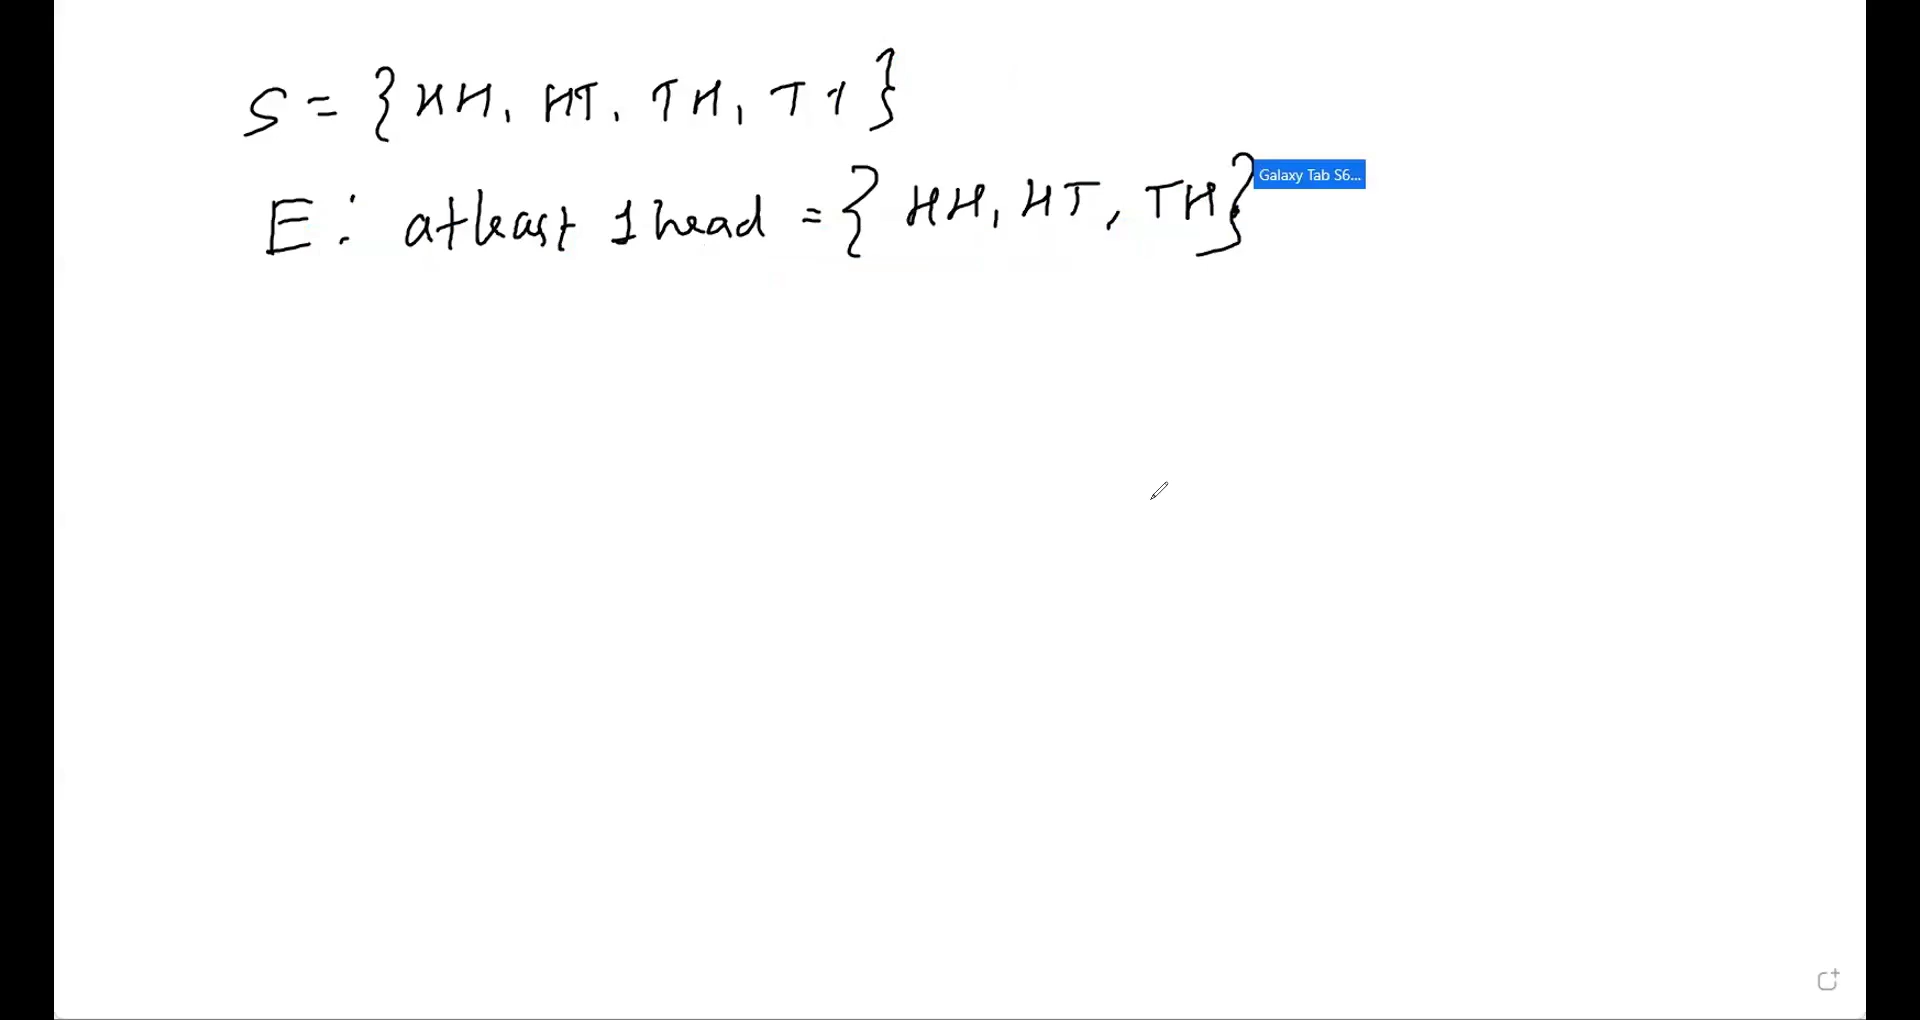 S = {HH, HT, TH, TT}
E: atleast 1 head = {HH, HT, TH}
Galaxy Tab S6...